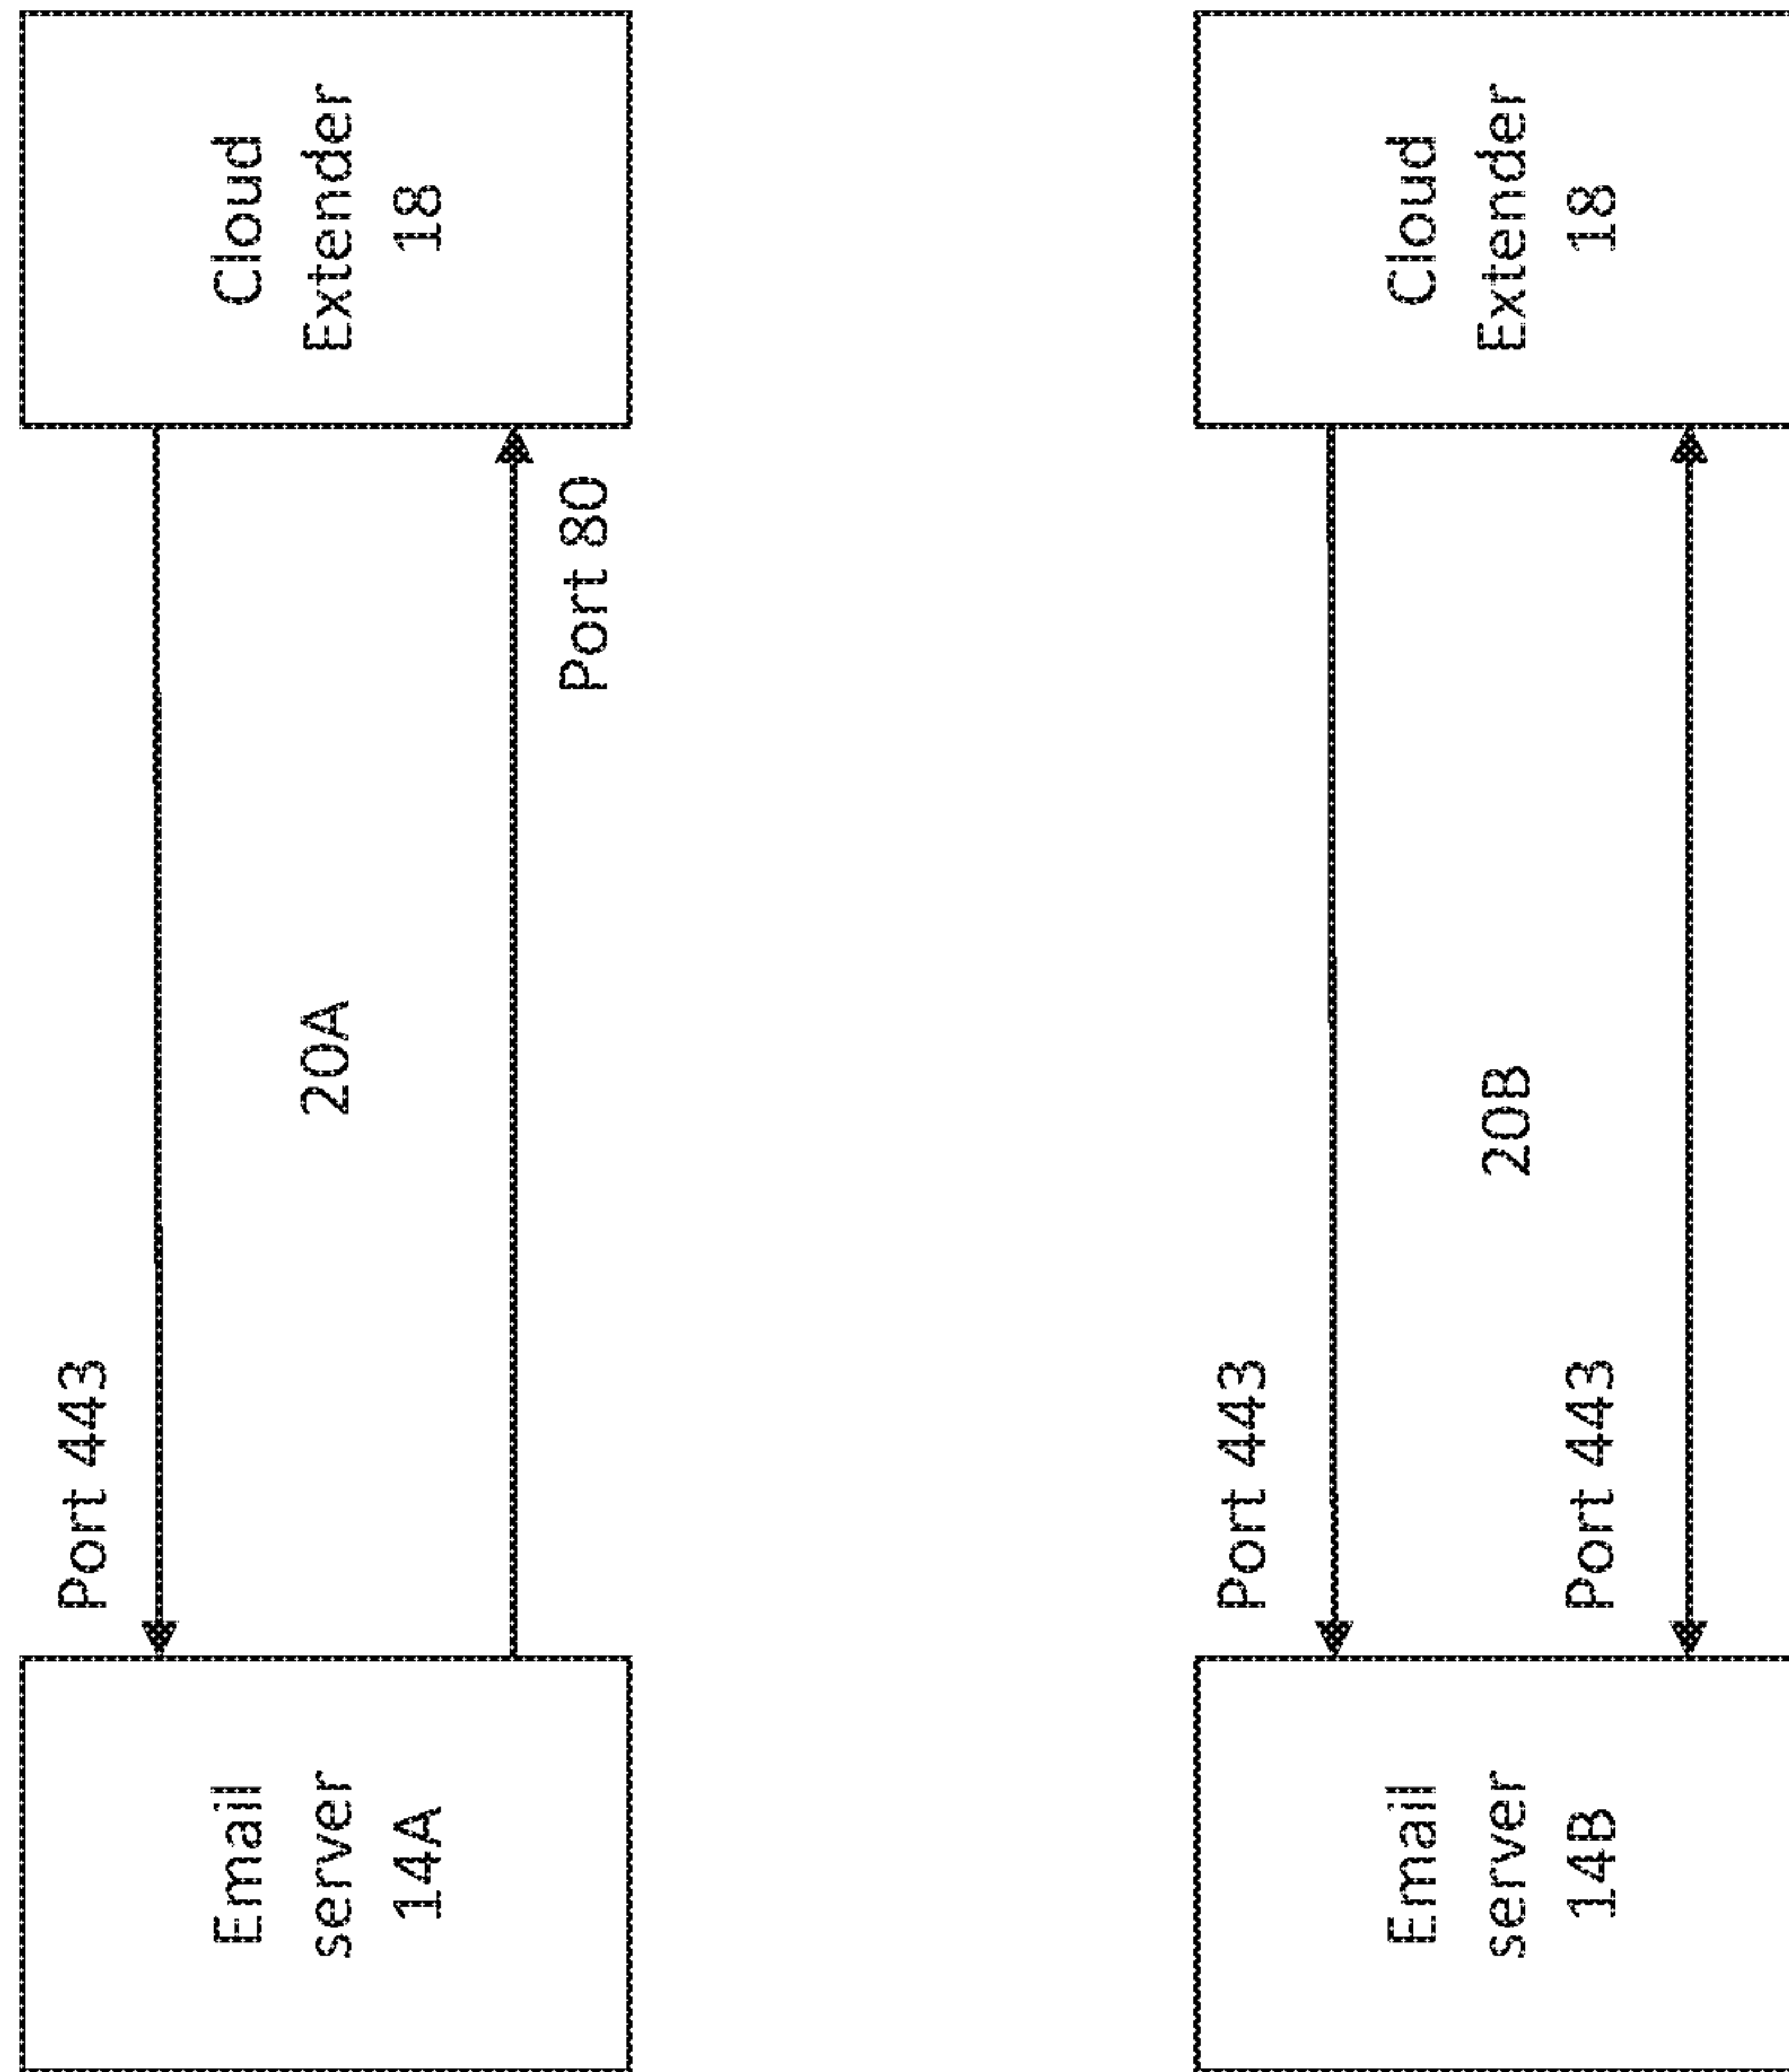 Email
server
14A
Port 443
20A
Port 80
Cloud
Extender
18
Email
server
14B
Port 443
Port 443
20B
Cloud
Extender
18